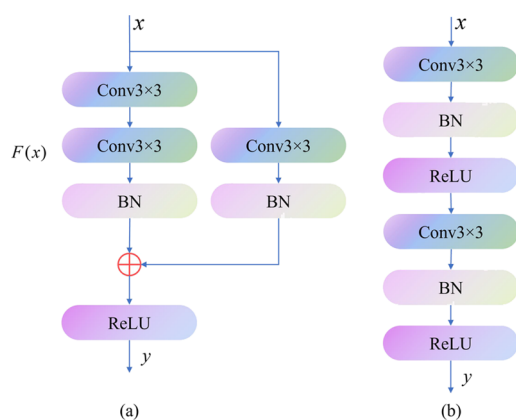 x
Conv3×3
F(x)
Conv3×3
Conv3×3
BN
BN
ReLU
y
(a)
x
Conv3×3
BN
ReLU
Conv3×3
BN
ReLU
y
(b)